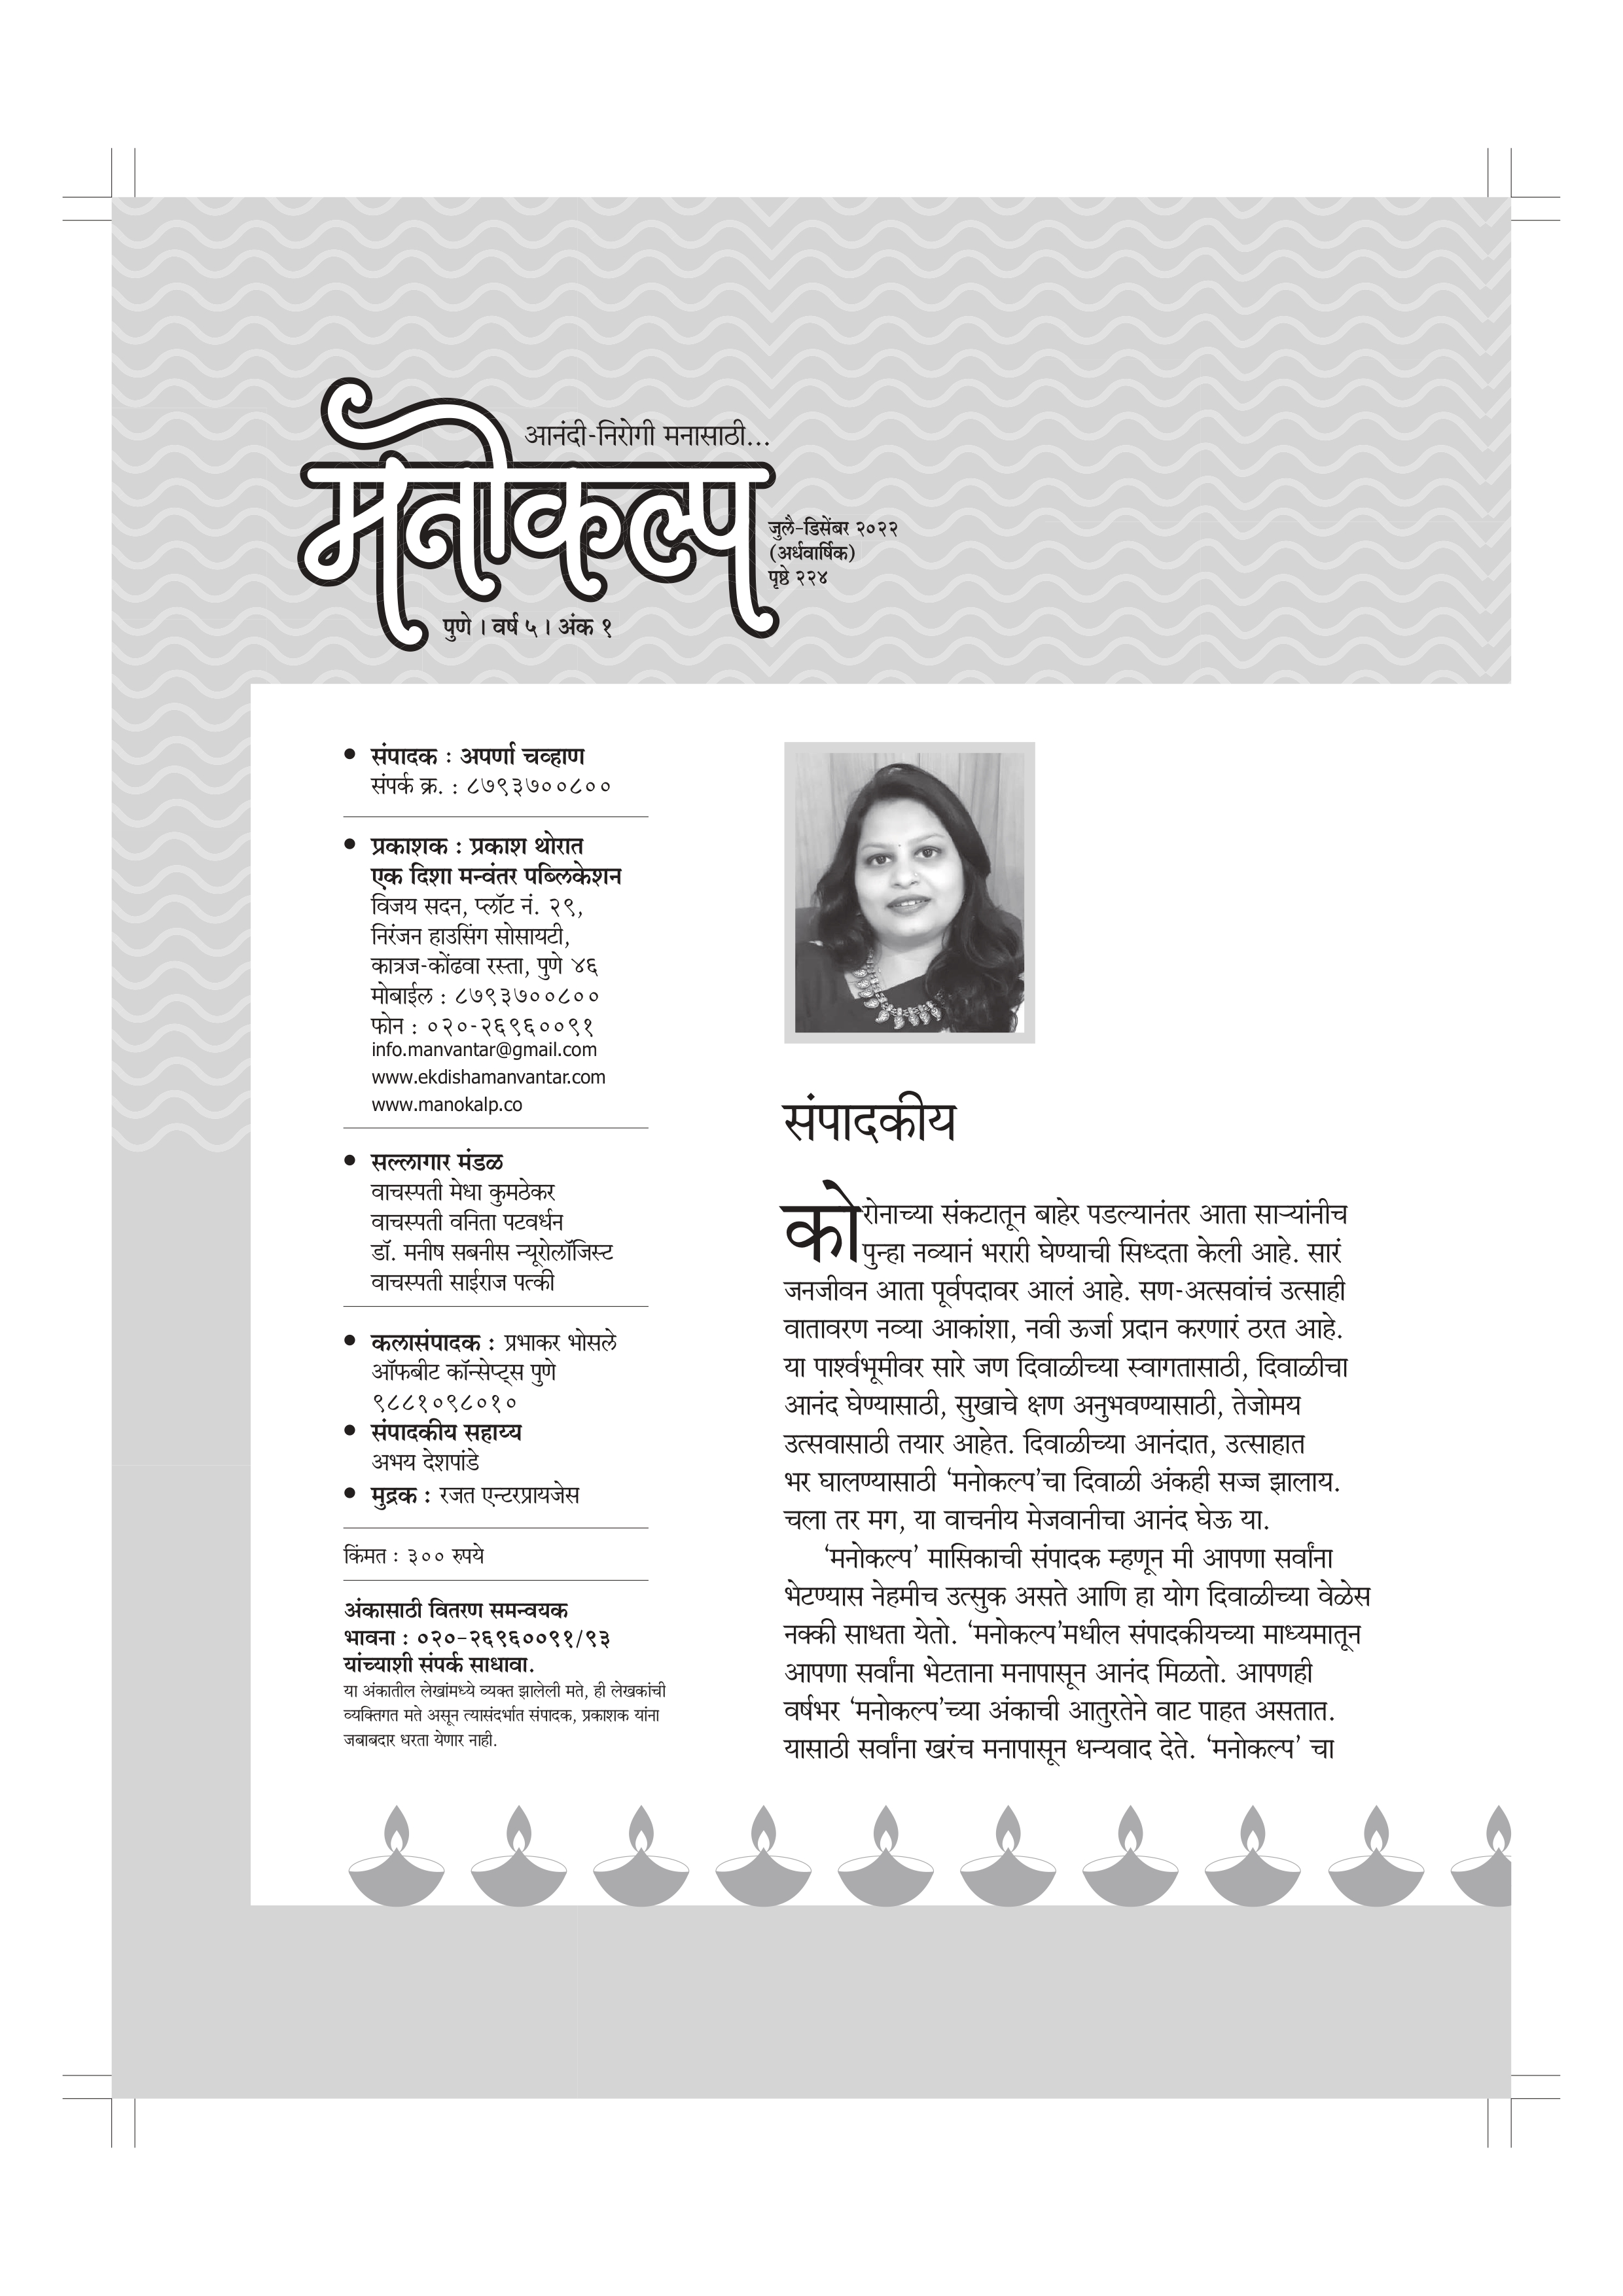 आनंदी-निरोगी मनासाठी...
मनोकल्प
जुलै-डिसेंबर २०२२
(अर्धवार्षिक)
पृष्ठे २२४
पुणे । वर्ष ५ । अंक १
• संपादक : अपर्णा चव्हाण
संपर्क क्र. : ८७९३७००८००
• प्रकाशक : प्रकाश थोरात
एक दिशा मन्वंतर पब्लिकेशन
विजय सदन, प्लॉट नं. २९,
निरंजन हाउसिंग सोसायटी,
कात्रज-कोंढवा रस्ता, पुणे ४६
मोबाईल : ८७९३७००८००
फोन : ०२०-२६९६००९१
info.manvantar@gmail.com
www.ekdishamanvantar.com
www.manokalp.co
• सल्लागार मंडळ
वाचस्पती मेधा कुमठेकर
वाचस्पती वनिता पटवर्धन
डॉ. मनीष सबनीस न्यूरोलॉजिस्ट
वाचस्पती साईराज पत्की
• कलासंपादक : प्रभाकर भोसले
ऑफबीट कॉन्सेप्ट्स पुणे
९८८१०९८०१०
• संपादकीय सहाय्य
अभय देशपांडे
• मुद्रक : रजत एन्टरप्रायजेस
किंमत : ३०० रुपये
अंकासाठी वितरण समन्वयक
भावना : ०२०-२६९६००९१/९३
यांच्याशी संपर्क साधावा.
या अंकातील लेखांमध्ये व्यक्त झालेली मते, ही लेखकांची
व्यक्तिगत मते असून त्यासंदर्भात संपादक, प्रकाशक यांना
जबाबदार धरता येणार नाही.
संपादकीय
कोरोनाच्या संकटातून बाहेर पडल्यानंतर आता साऱ्यांनीच
पुन्हा नव्यानं भरारी घेण्याची सिध्दता केली आहे. सारं
जनजीवन आता पूर्वपदावर आलं आहे. सण-अत्सवांचं उत्साही
वातावरण नव्या आकांशा, नवी ऊर्जा प्रदान करणारं ठरत आहे.
या पार्श्वभूमीवर सारे जण दिवाळीच्या स्वागतासाठी, दिवाळीचा
आनंद घेण्यासाठी, सुखाचे क्षण अनुभवण्यासाठी, तेजोमय
उत्सवासाठी तयार आहेत. दिवाळीच्या आनंदात, उत्साहात
भर घालण्यासाठी ‘मनोकल्प’चा दिवाळी अंकही सज्ज झालाय.
चला तर मग, या वाचनीय मेजवानीचा आनंद घेऊ या.
‘मनोकल्प’ मासिकाची संपादक म्हणून मी आपणा सर्वांना
भेटण्यास नेहमीच उत्सुक असते आणि हा योग दिवाळीच्या वेळेस
नक्की साधता येतो. ‘मनोकल्प’मधील संपादकीयच्या माध्यमातून
आपणा सर्वांना भेटताना मनापासून आनंद मिळतो. आपणही
वर्षभर ‘मनोकल्प’च्या अंकाची आतुरतेने वाट पाहत असतात.
यासाठी सर्वांना खरंच मनापासून धन्यवाद देते. ‘मनोकल्प’ चा